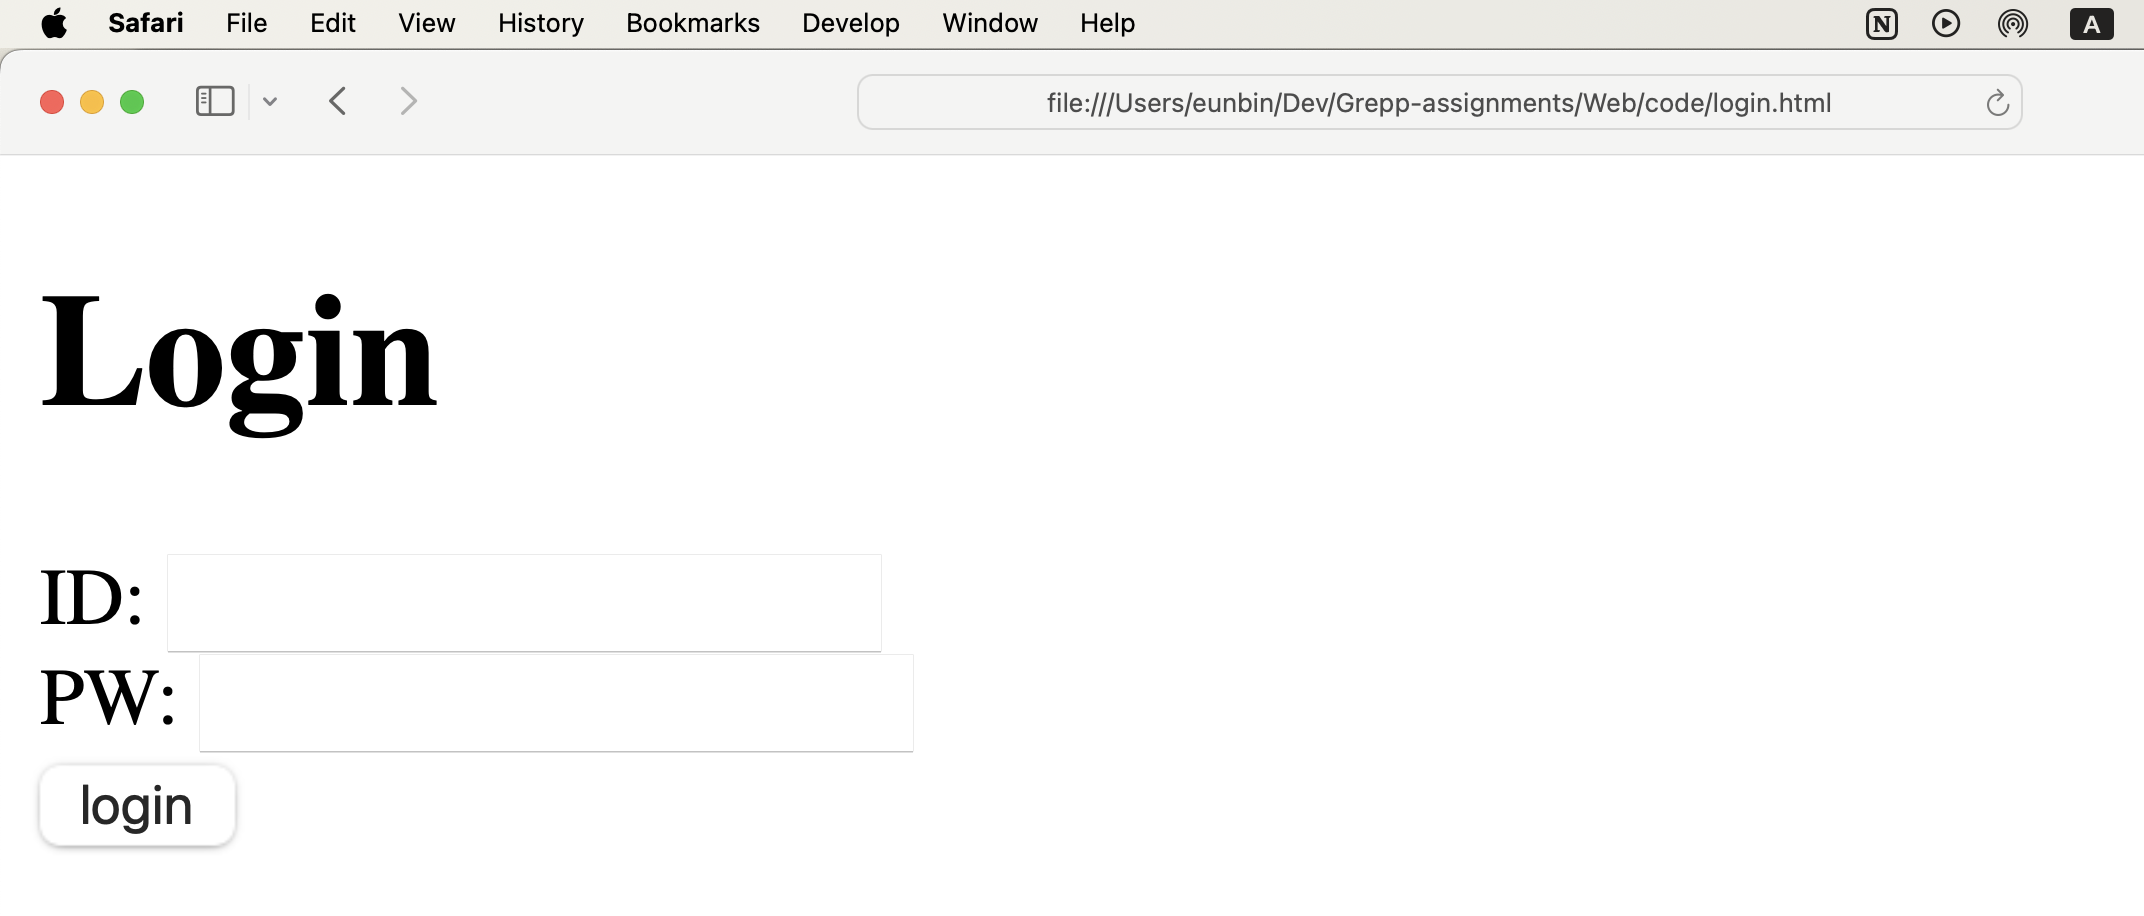 Safari File Edit View History Bookmarks Develop Window Help N A
file:///Users/eunbin/Dev/Grepp-assignments/Web/code/login.html
Login
ID:
PW:
login